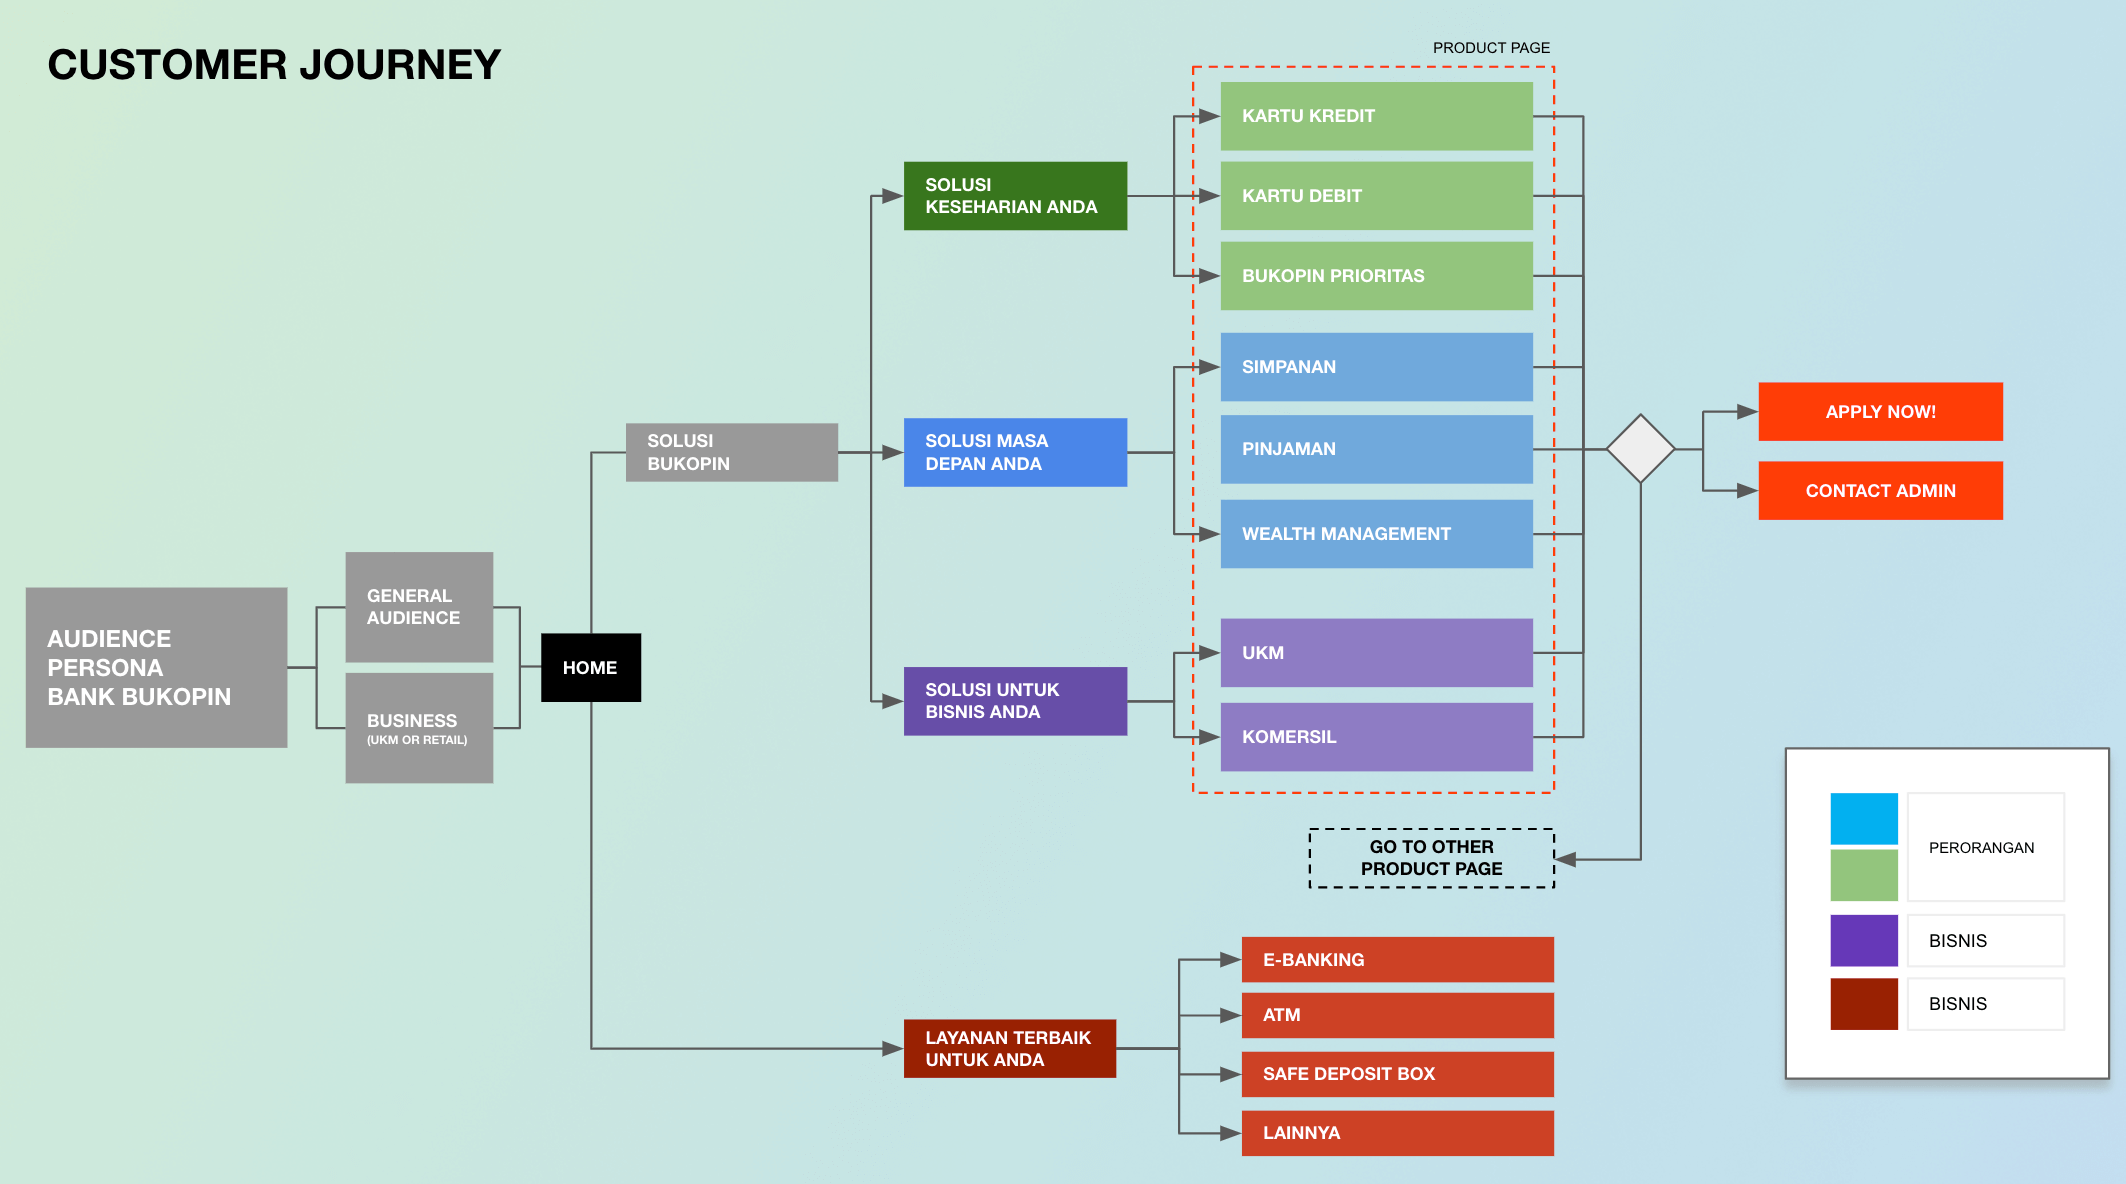 CUSTOMER JOURNEY
PRODUCT PAGE
AUDIENCE
PERSONA
BANK BUKOPIN
GENERAL
AUDIENCE
BUSINESS
(UKM OR RETAIL)
HOME
SOLUSI
BUKOPIN
SOLUSI
KESEHARIAN ANDA
SOLUSI MASA
DEPAN ANDA
SOLUSI UNTUK
BISNIS ANDA
KARTU KREDIT
KARTU DEBIT
BUKOPIN PRIORITAS
SIMPANAN
PINJAMAN
WEALTH MANAGEMENT
UKM
KOMERSIL
APPLY NOW!
CONTACT ADMIN
GO TO OTHER
PRODUCT PAGE
LAYANAN TERBAIK
UNTUK ANDA
E-BANKING
ATM
SAFE DEPOSIT BOX
LAINNYA
PERORANGAN
BISNIS
BISNIS